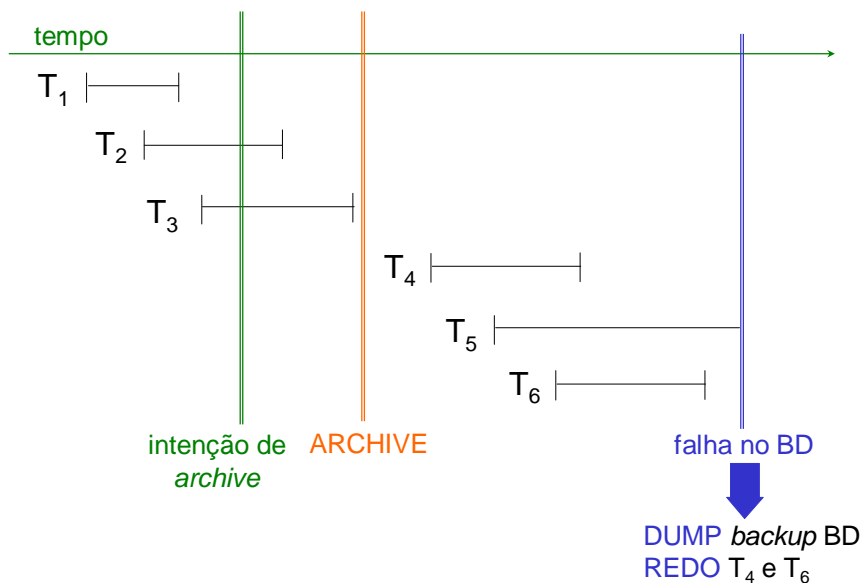 tempo
T₁
T₂
T₃
T₄
T₅
T₆
intenção de
archive
ARCHIVE
falha no BD
DUMP backup BD
REDO T₄ e T₆